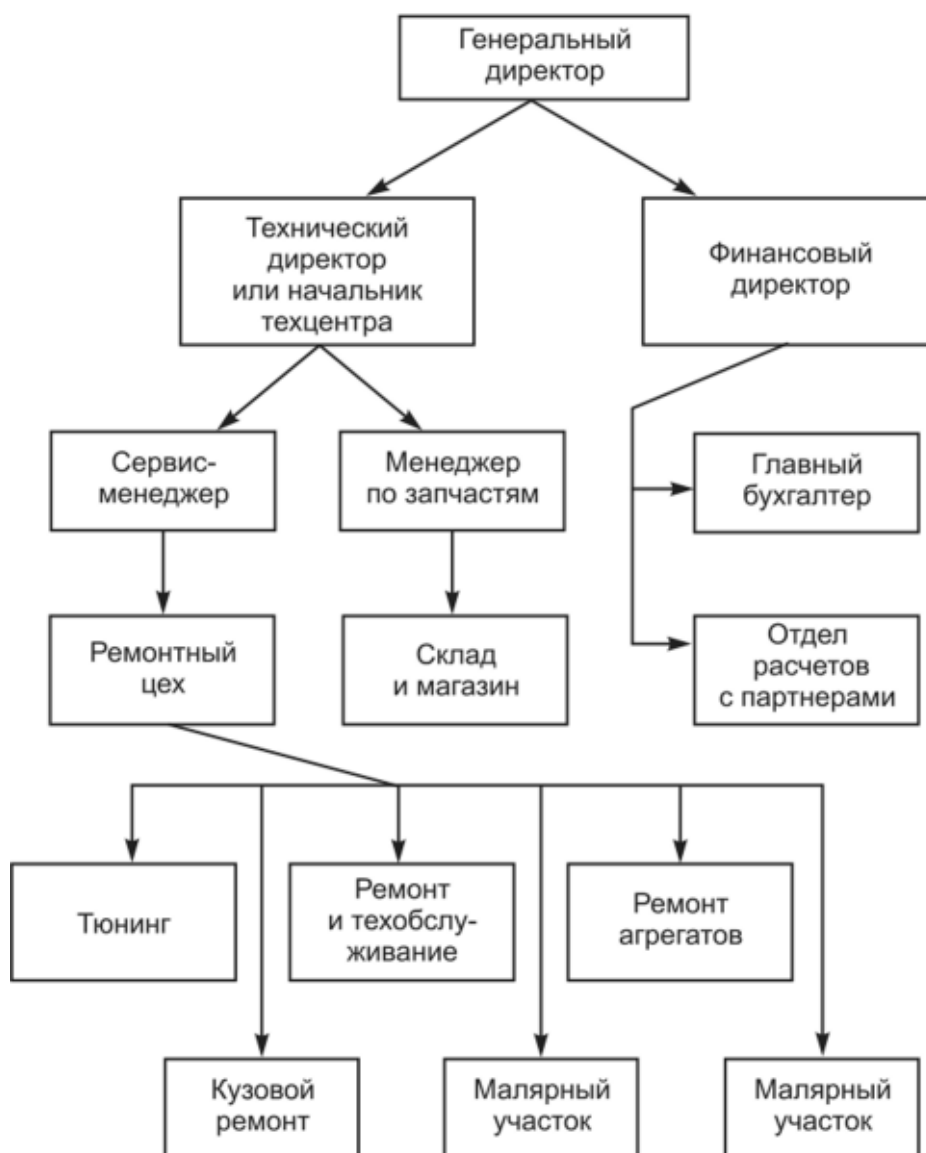 Генеральный
директор
Технический
директор
или начальник
техцентра
Финансовый
директор
Сервис-
менеджер
Менеджер
по запчастям
Главный
бухгалтер
Ремонтный
цех
Склад
и магазин
Отдел
расчетов
с партнерами
Тюнинг
Ремонт
и техобслу-
живание
Ремонт
агрегатов
Кузовой
ремонт
Малярный
участок
Малярный
участок